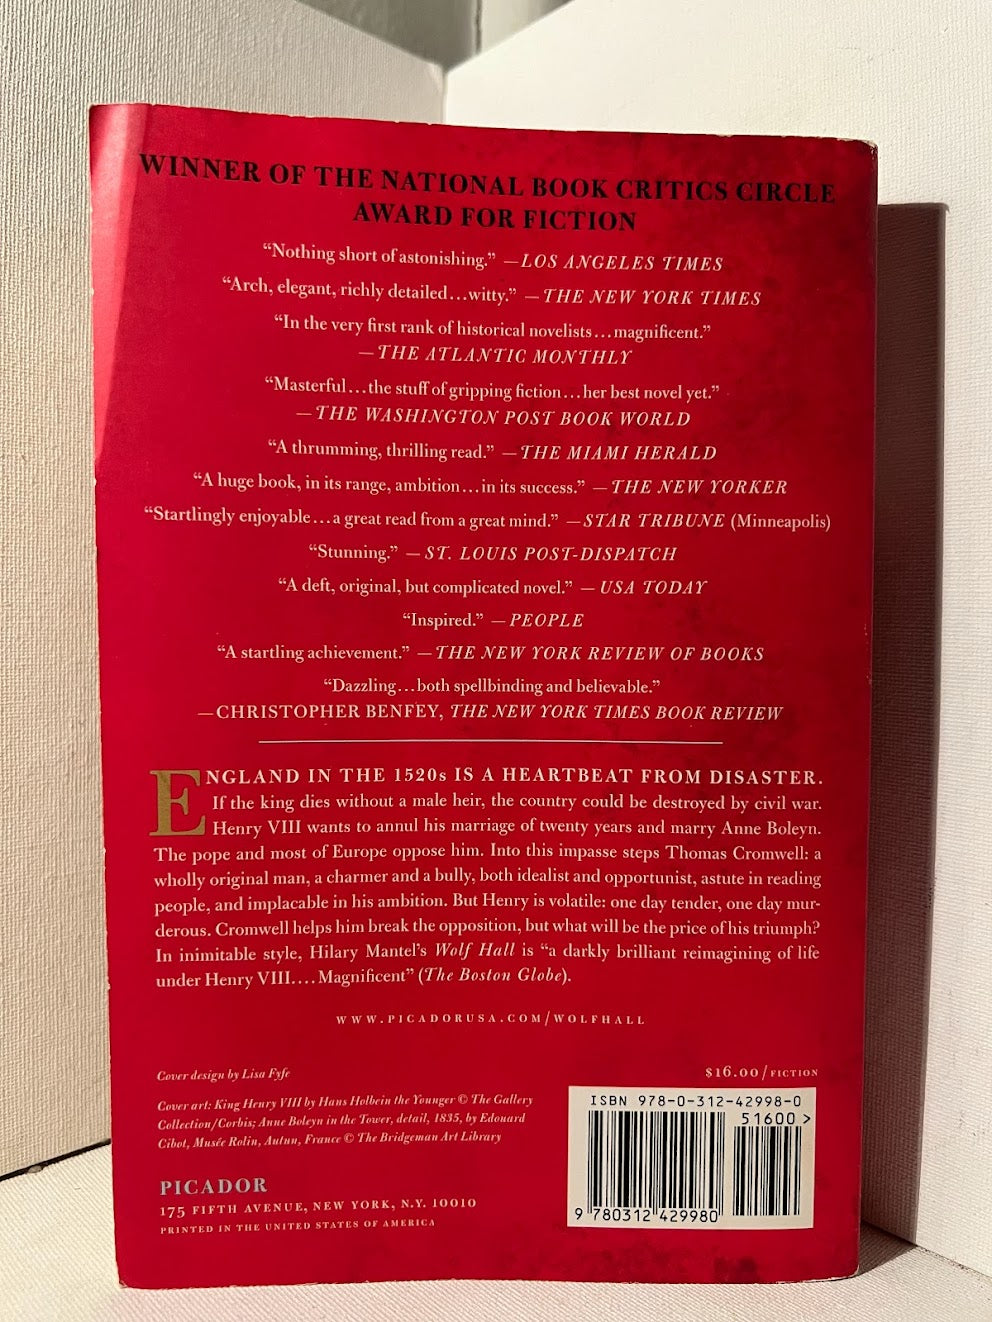 WINNER OF THE NATIONAL BOOK CRITICS CIRCLE
AWARD FOR FICTION
“Nothing short of astonishing.” —LOS ANGELES TIMES
“Arch, elegant, richly detailed...witty.” —THE NEW YORK TIMES
“In the very first rank of historical novelists...magnificent.”
—THE ATLANTIC MONTHLY
“Masterful...the stuff of gripping fiction...her best novel yet.”
—THE WASHINGTON POST BOOK WORLD
“A thrumming, thrilling read.” —THE MIAMI HERALD
“A huge book, in its range, ambition...in its success.” —THE NEW YORKER
“Startlingly enjoyable...a great read from a great mind.” —STAR TRIBUNE (Minneapolis)
“Stunning.” —ST. LOUIS POST-DISPATCH
“A deft, original, but complicated novel.” —USA TODAY
“Inspired.” —PEOPLE
“A startling achievement.” —THE NEW YORK REVIEW OF BOOKS
“Dazzling...both spellbinding and believable.”
—CHRISTOPHER BENFEY, THE NEW YORK TIMES BOOK REVIEW
ENGLAND IN THE 1520s IS A HEARTBEAT FROM DISASTER.
If the king dies without a male heir, the country could be destroyed by civil war.
Henry VIII wants to annul his marriage of twenty years and marry Anne Boleyn.
The pope and most of Europe oppose him. Into this impasse steps Thomas Cromwell: a
wholly original man, a charmer and a bully, both idealist and opportunist, astute in reading
people, and implacable in his ambition. But Henry is volatile: one day tender, one day mur-
derous. Cromwell helps him break the opposition, but what will be the price of his triumph?
In inimitable style, Hilary Mantel’s Wolf Hall is “a darkly brilliant reimagining of life
under Henry VIII.... Magnificent” (The Boston Globe).
WWW.PICADORUSA.COM/WOLFHALL
Cover design by Lisa Fyfe
Cover art: King Henry VIII by Hans Holbein the Younger © The Gallery
Collection/Corbis; Anne Boleyn in the Tower, detail, 1835, by Edouard
Cibot, Musée Rolin, Autun, France © The Bridgeman Art Library
PICADOR
175 FIFTH AVENUE, NEW YORK, N.Y. 10010
PRINTED IN THE UNITED STATES OF AMERICA
$16.00/FICTION
ISBN 978-0-312-42998-0
51600 >
9 780312 429980